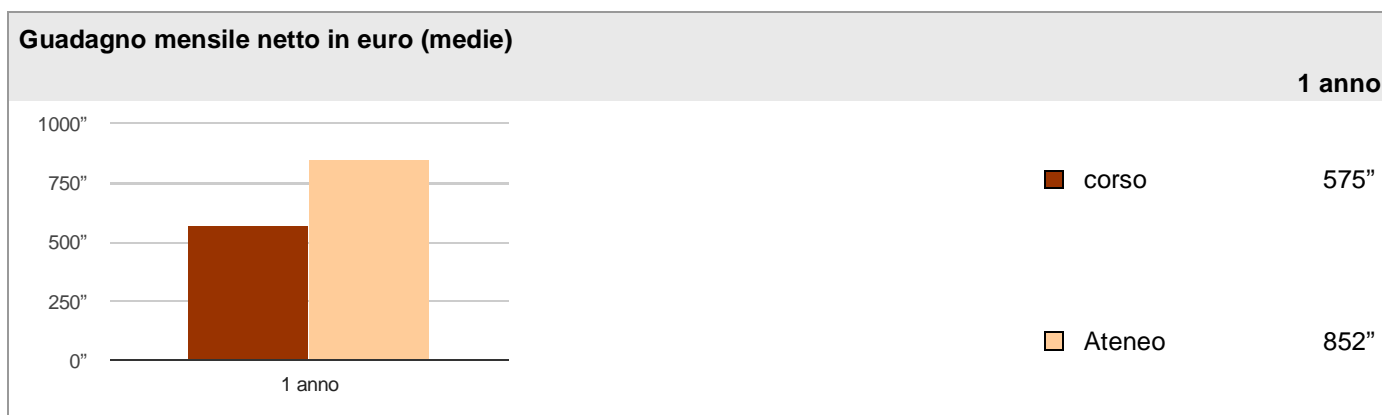 Guadagno mensile netto in euro (medie)
1 anno
1000”
750”
500”
250”
0”
1 anno
corso 575”
Ateneo 852”